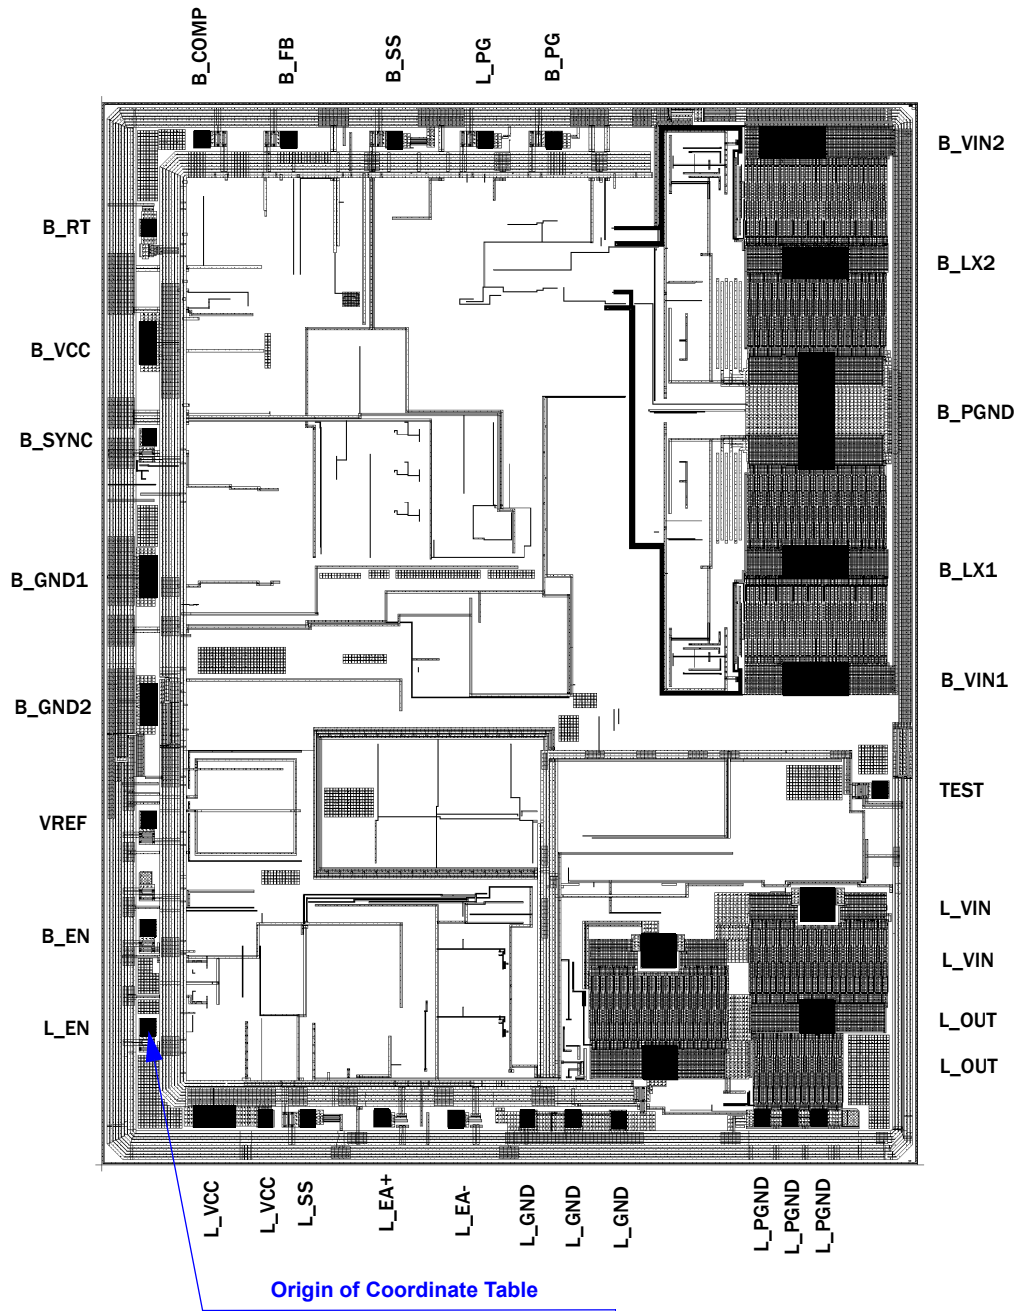 B_COMP
B_FB
B_SS
L_PG
B_PG
B_VIN2
B_RT
B_LX2
B_VCC
B_PGND
B_SYNC
B_LX1
B_GND1
B_VIN1
B_GND2
TEST
VREF
L_VIN
B_EN
L_VIN
L_OUT
L_EN
L_OUT
L_VCC
L_VCC
L_SS
L_EA+
L_EA-
L_GND
L_GND
L_GND
L_PGND
L_PGND
L_PGND
Origin of Coordinate Table